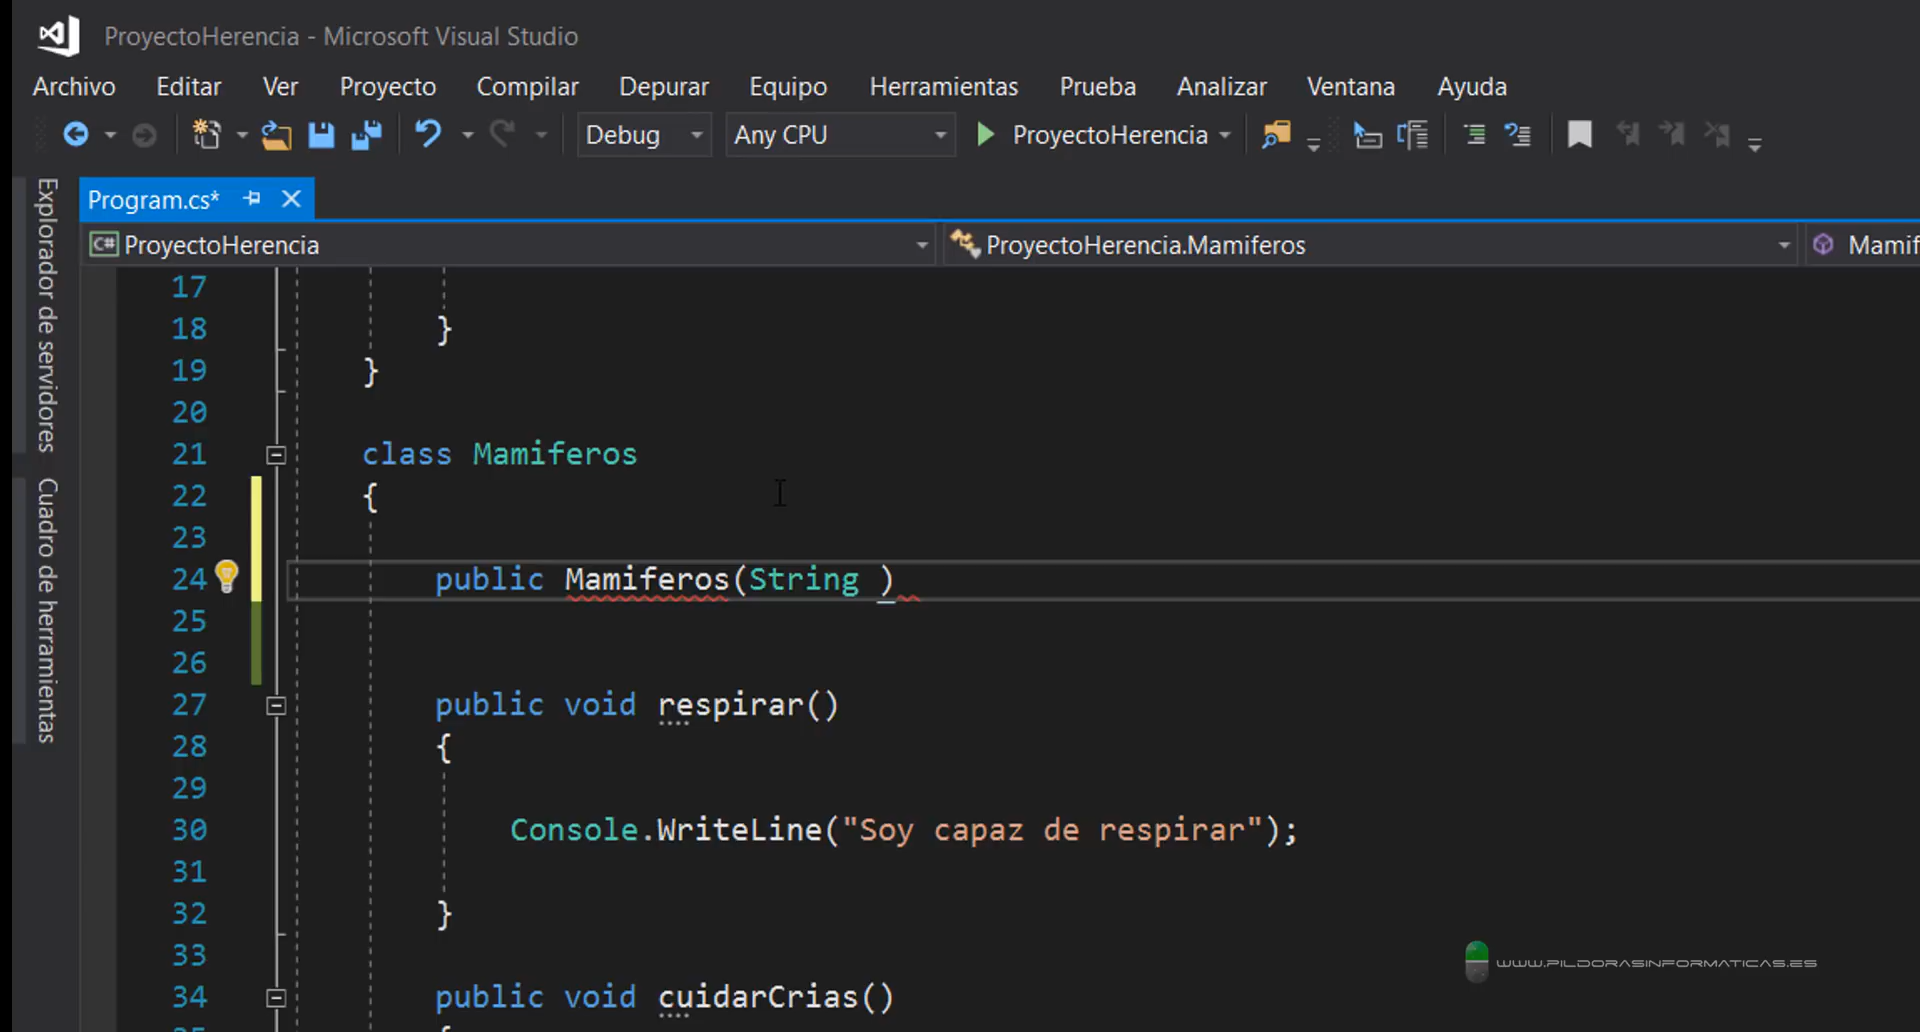 ProyectoHerencia - Microsoft Visual Studio
Archivo Editar Ver Proyecto Compilar Depurar Equipo Herramientas Prueba Analizar Ventana Ayuda
Debug Any CPU ProyectoHerencia
Explorador de servidores
Cuadro de herramientas
Program.cs*
C# ProyectoHerencia ProyectoHerencia.Mamiferos Mamif
17
18 }
19 }
20
21 class Mamiferos
22 {
23
24 public Mamiferos(String )
25
26
27 public void respirar()
28 {
29
30 Console.WriteLine("Soy capaz de respirar");
31
32 }
33
34 public void cuidarCrias()
35 {
WWW.PILDORASINFORMATICAS.ES